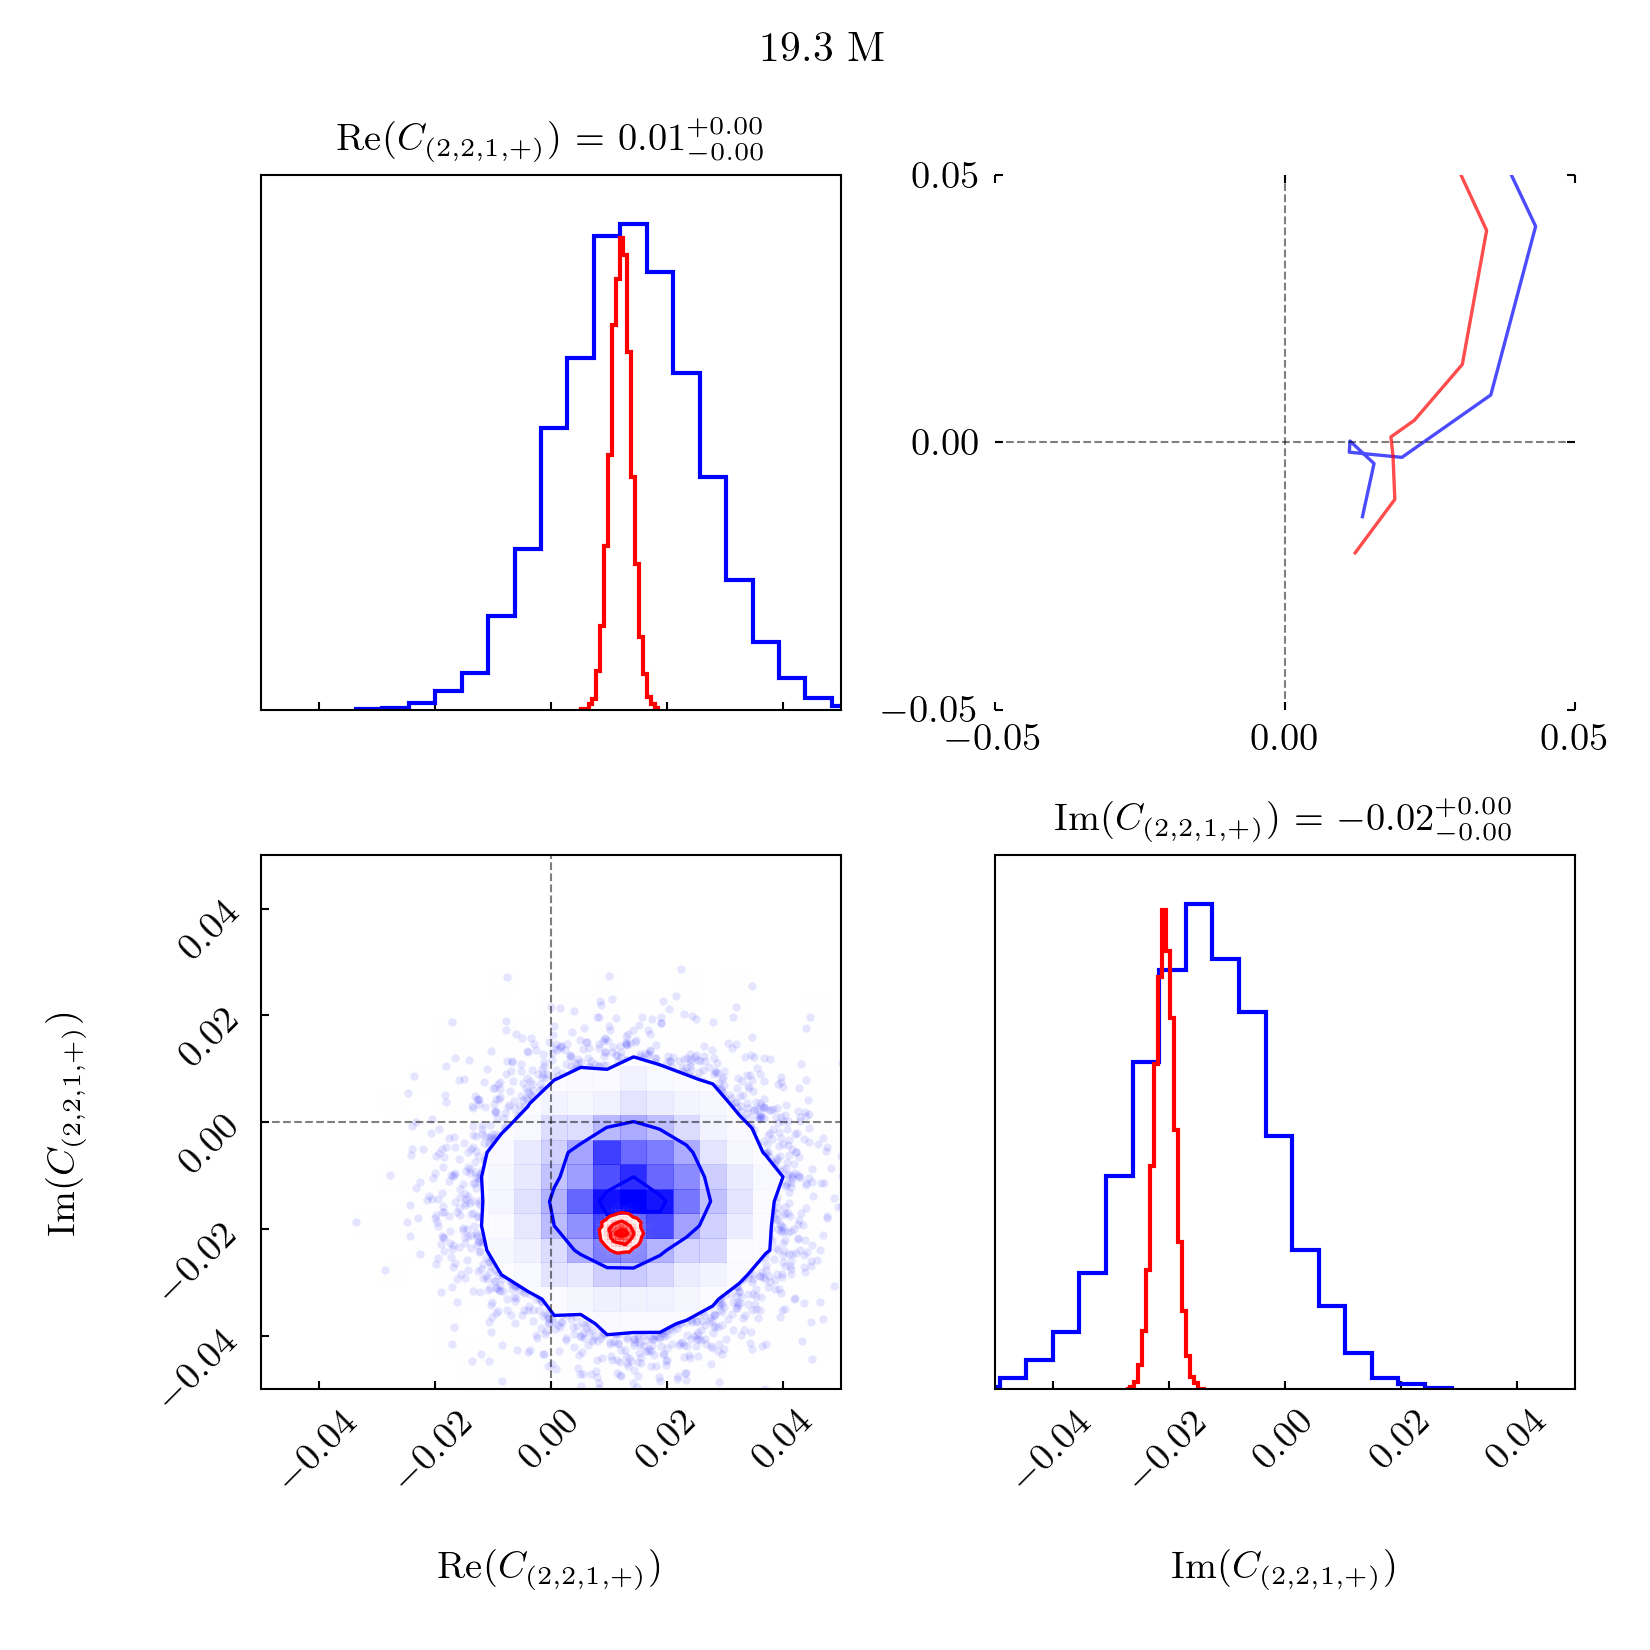 19.3 M
Re(C₍₂,₂,₁,₊₎) = 0.01⁺⁰·⁰⁰₋₀.₀₀
0.05
0.00
−0.05
−0.05 0.00 0.05
Im(C₍₂,₂,₁,₊₎) = −0.02⁺⁰·⁰⁰₋₀.₀₀
Im(C₍₂,₂,₁,₊₎)
0.04
0.02
0.00
−0.02
−0.04
−0.04 −0.02 0.00 0.02 0.04
−0.04 −0.02 0.00 0.02 0.04
Re(C₍₂,₂,₁,₊₎)
Im(C₍₂,₂,₁,₊₎)